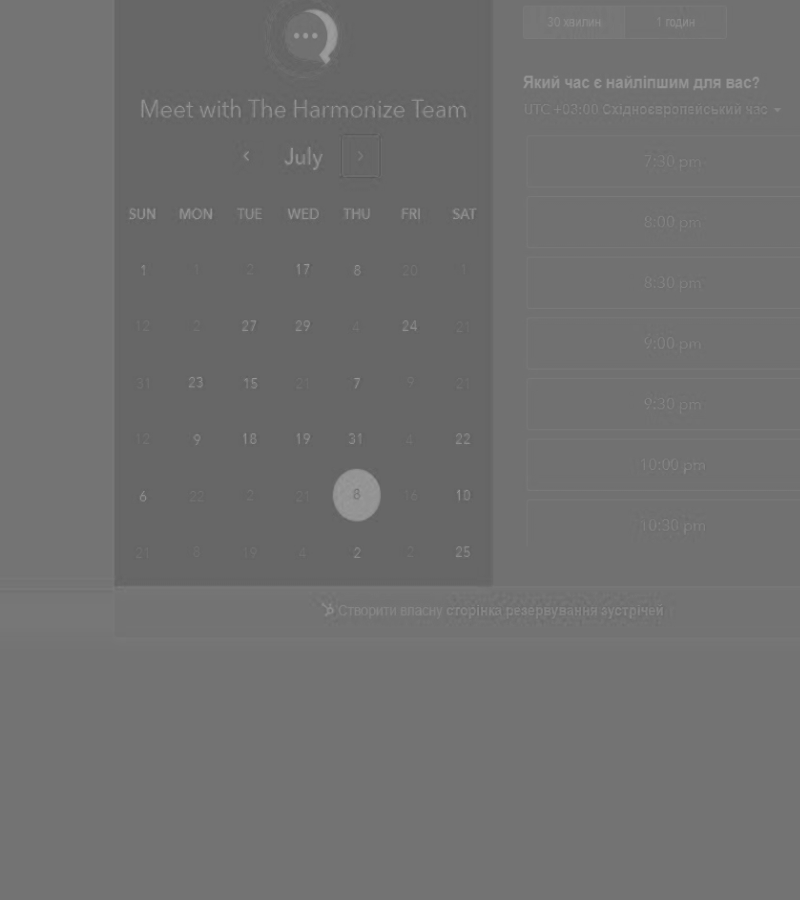 30 хвилин 1 годин
Який час є найліпшим для вас?
Meet with The Harmonize Team
UTC +03:00 Східноєвропейський час
July
7:30 pm
SUN MON TUE WED THU FRI SAT
8:00 pm
1 1 2 17 8 20 1
8:30 pm
12 2 27 29 4 24 21
9:00 pm
31 23 15 21 7 9 21
9:30 pm
12 9 18 19 31 4 22
10:00 pm
6 22 2 21 8 16 10
10:30 pm
21 8 19 4 2 2 25
Створити власну сторінка резервування зустрічей